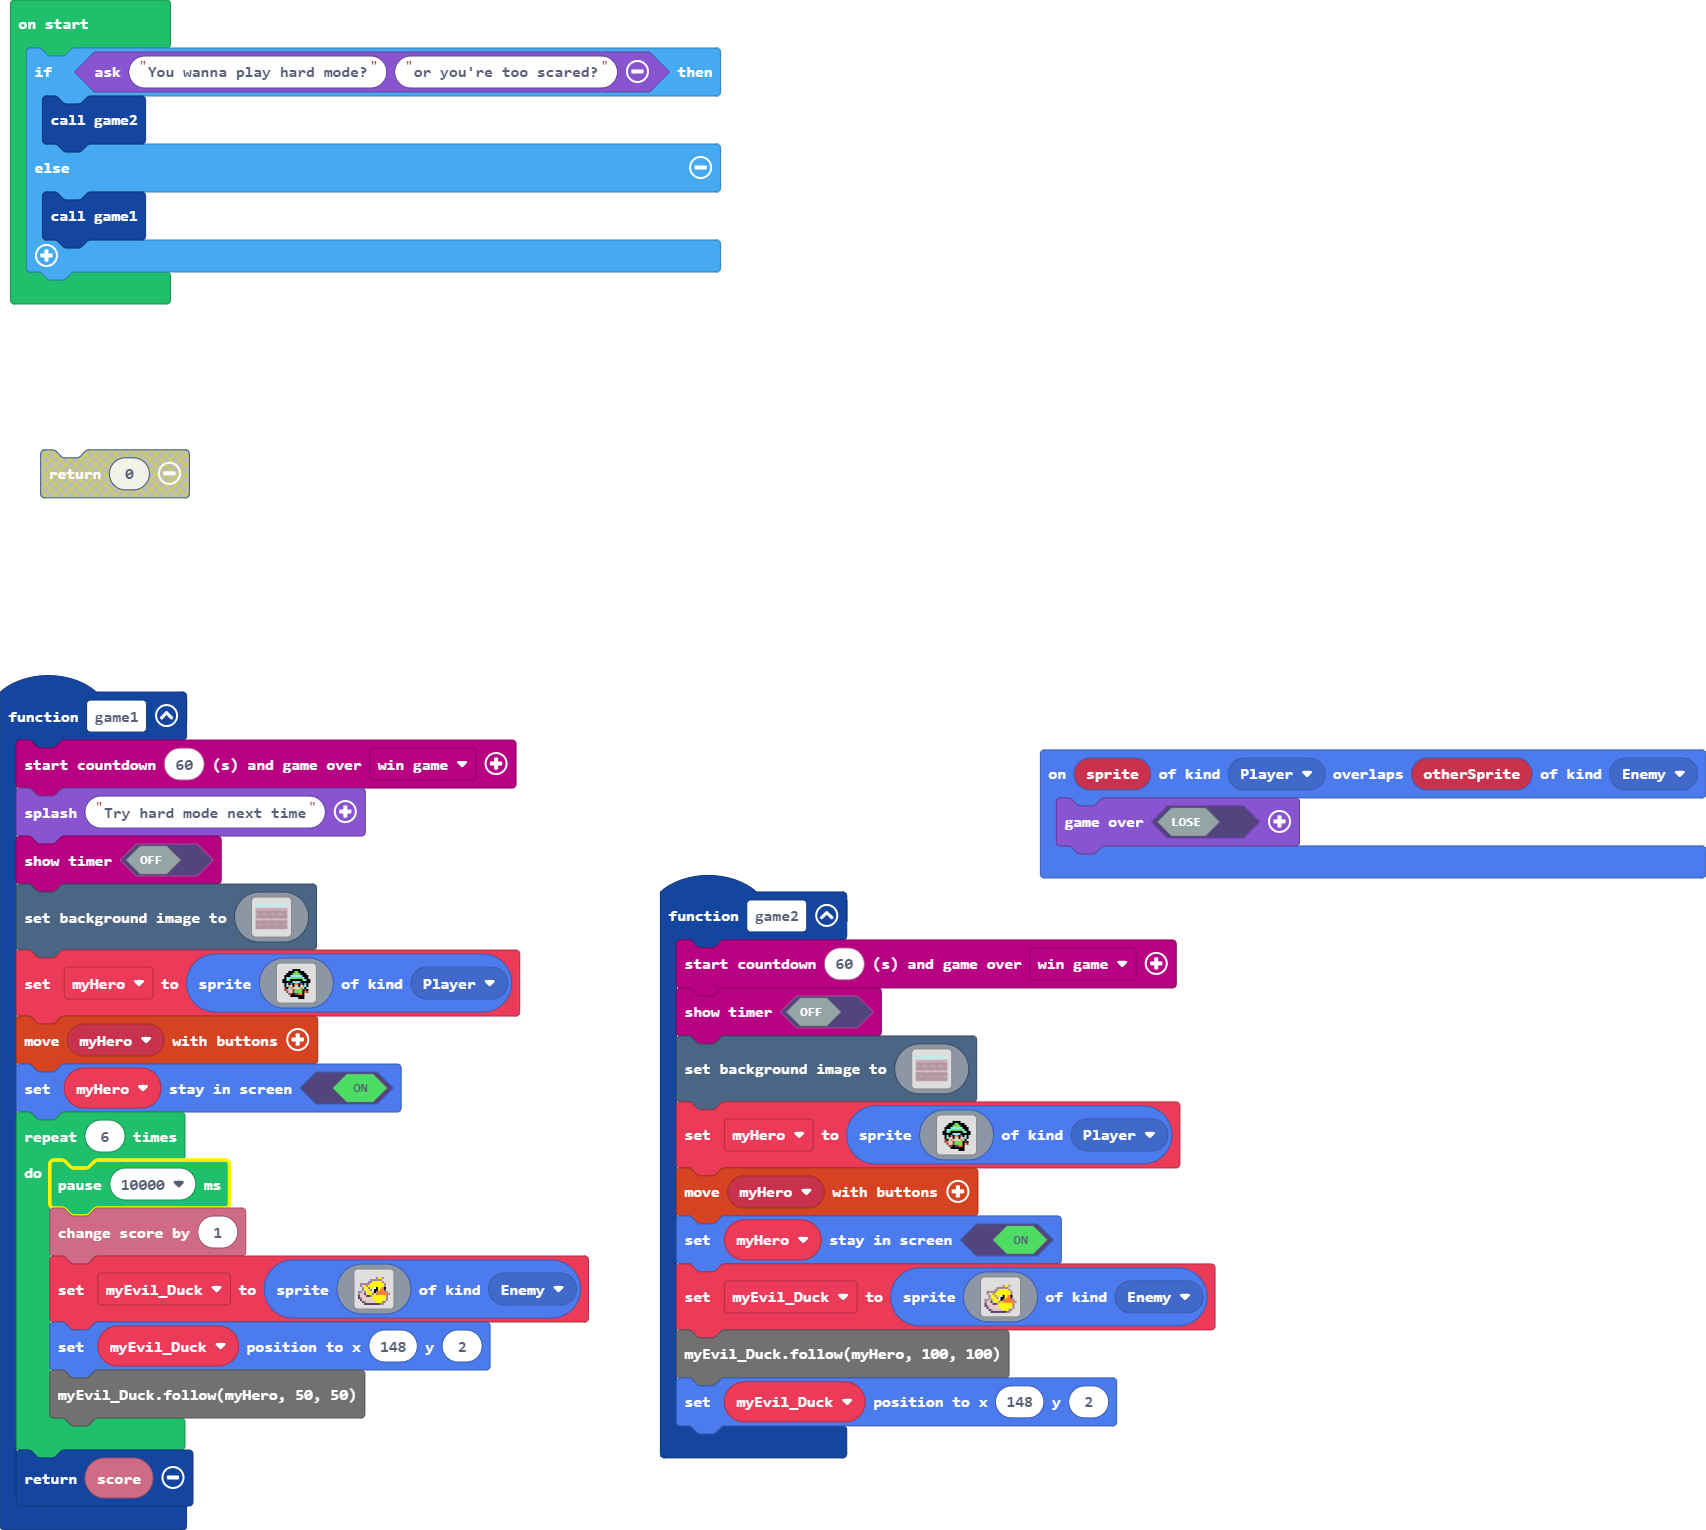 on start
if ask "You wanna play hard mode?" "or you're too scared?" then
call game2
else
call game1
return 0
function game1
start countdown 60 (s) and game over win game
splash "Try hard mode next time"
show timer OFF
set background image to
set myHero to sprite of kind Player
move myHero with buttons
set myHero stay in screen ON
repeat 6 times
do pause 10000 ms
change score by 1
set myEvil_Duck to sprite of kind Enemy
set myEvil_Duck position to x 148 y 2
myEvil_Duck.follow(myHero, 50, 50)
return score
on sprite of kind Player overlaps otherSprite of kind Enemy
game over LOSE
function game2
start countdown 60 (s) and game over win game
show timer OFF
set background image to
set myHero to sprite of kind Player
move myHero with buttons
set myHero stay in screen ON
set myEvil_Duck to sprite of kind Enemy
myEvil_Duck.follow(myHero, 100, 100)
set myEvil_Duck position to x 148 y 2